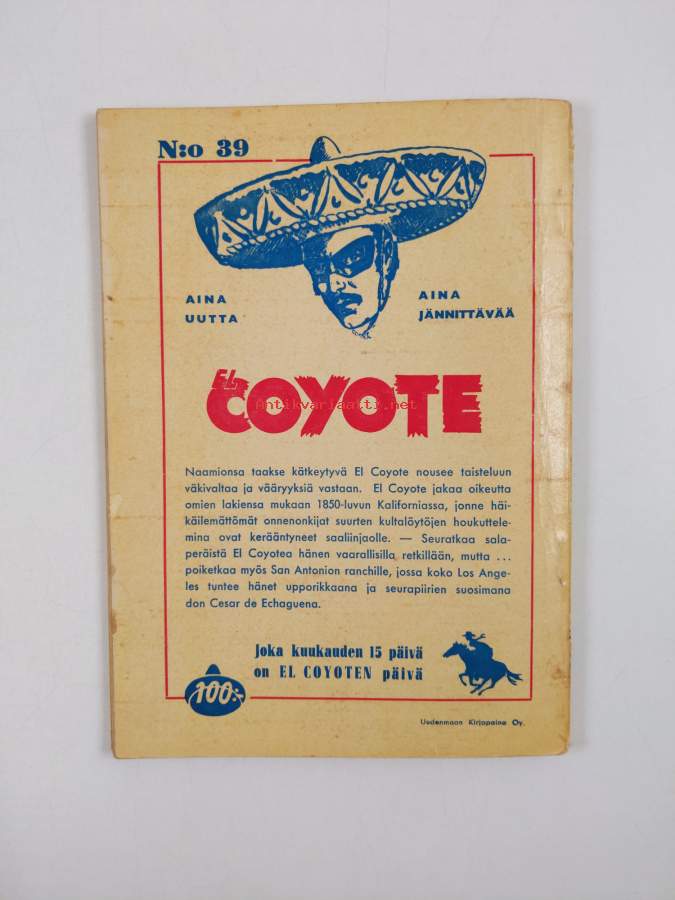 N:o 39
AINA
UUTTA
AINA
JÄNNITTÄVÄÄ
EL
COYOTE
Antikvariaatti.net
Naamionsa taakse kätkeytyvä El Coyote nousee taisteluun
väkivaltaa ja vääryyksiä vastaan. El Coyote jakaa oikeutta
omien lakiensa mukaan 1850-luvun Kaliforniassa, jonne häi-
käilemättömät onnenonkijat suurten kultalöytöjen houkuttele-
mina ovat kerääntyneet saaliinjaolle. — Seuratkaa sala-
peräistä El Coyotea hänen vaarallisilla retkillään, mutta ...
poiketkaa myös San Antonion ranchille, jossa koko Los Ange-
les tuntee hänet upporikkaana ja seurapiirien suosimana
don Cesar de Echaguena.
Joka kuukauden 15 päivä
on EL COYOTEN päivä
100:-
Uudenmaan Kirjapaino Oy.